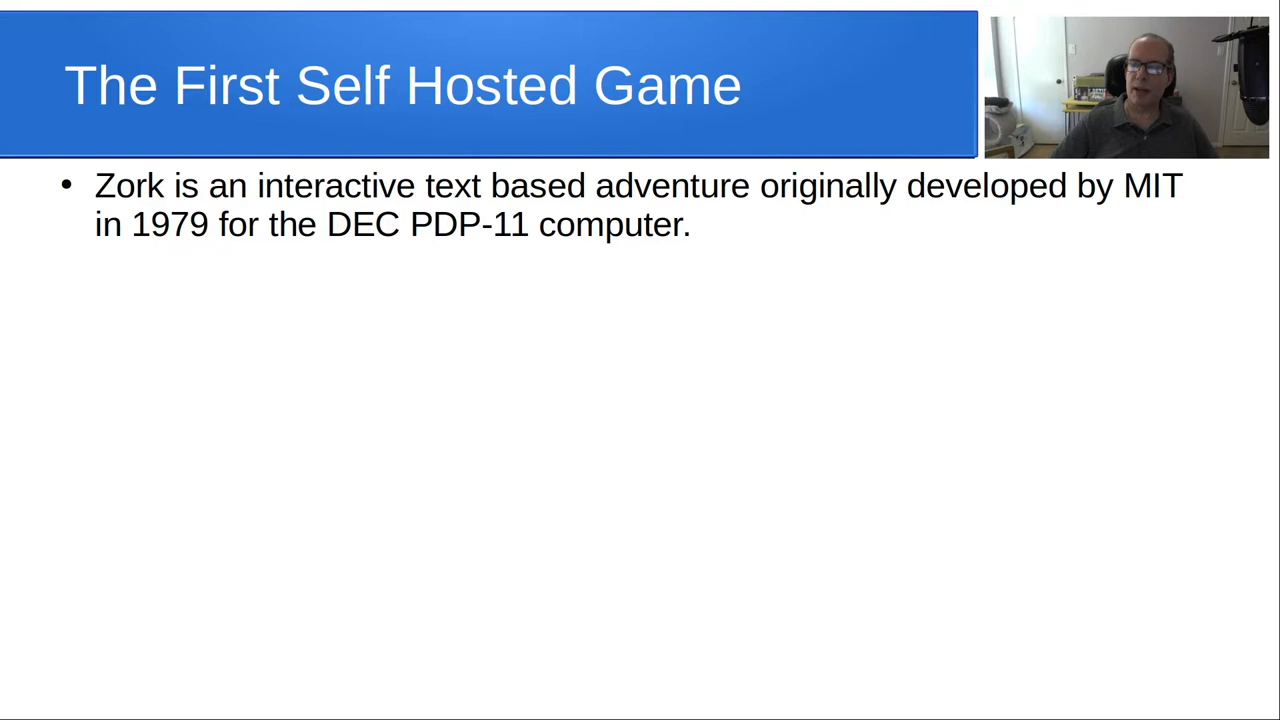 The First Self Hosted Game
• Zork is an interactive text based adventure originally developed by MIT
in 1979 for the DEC PDP-11 computer.